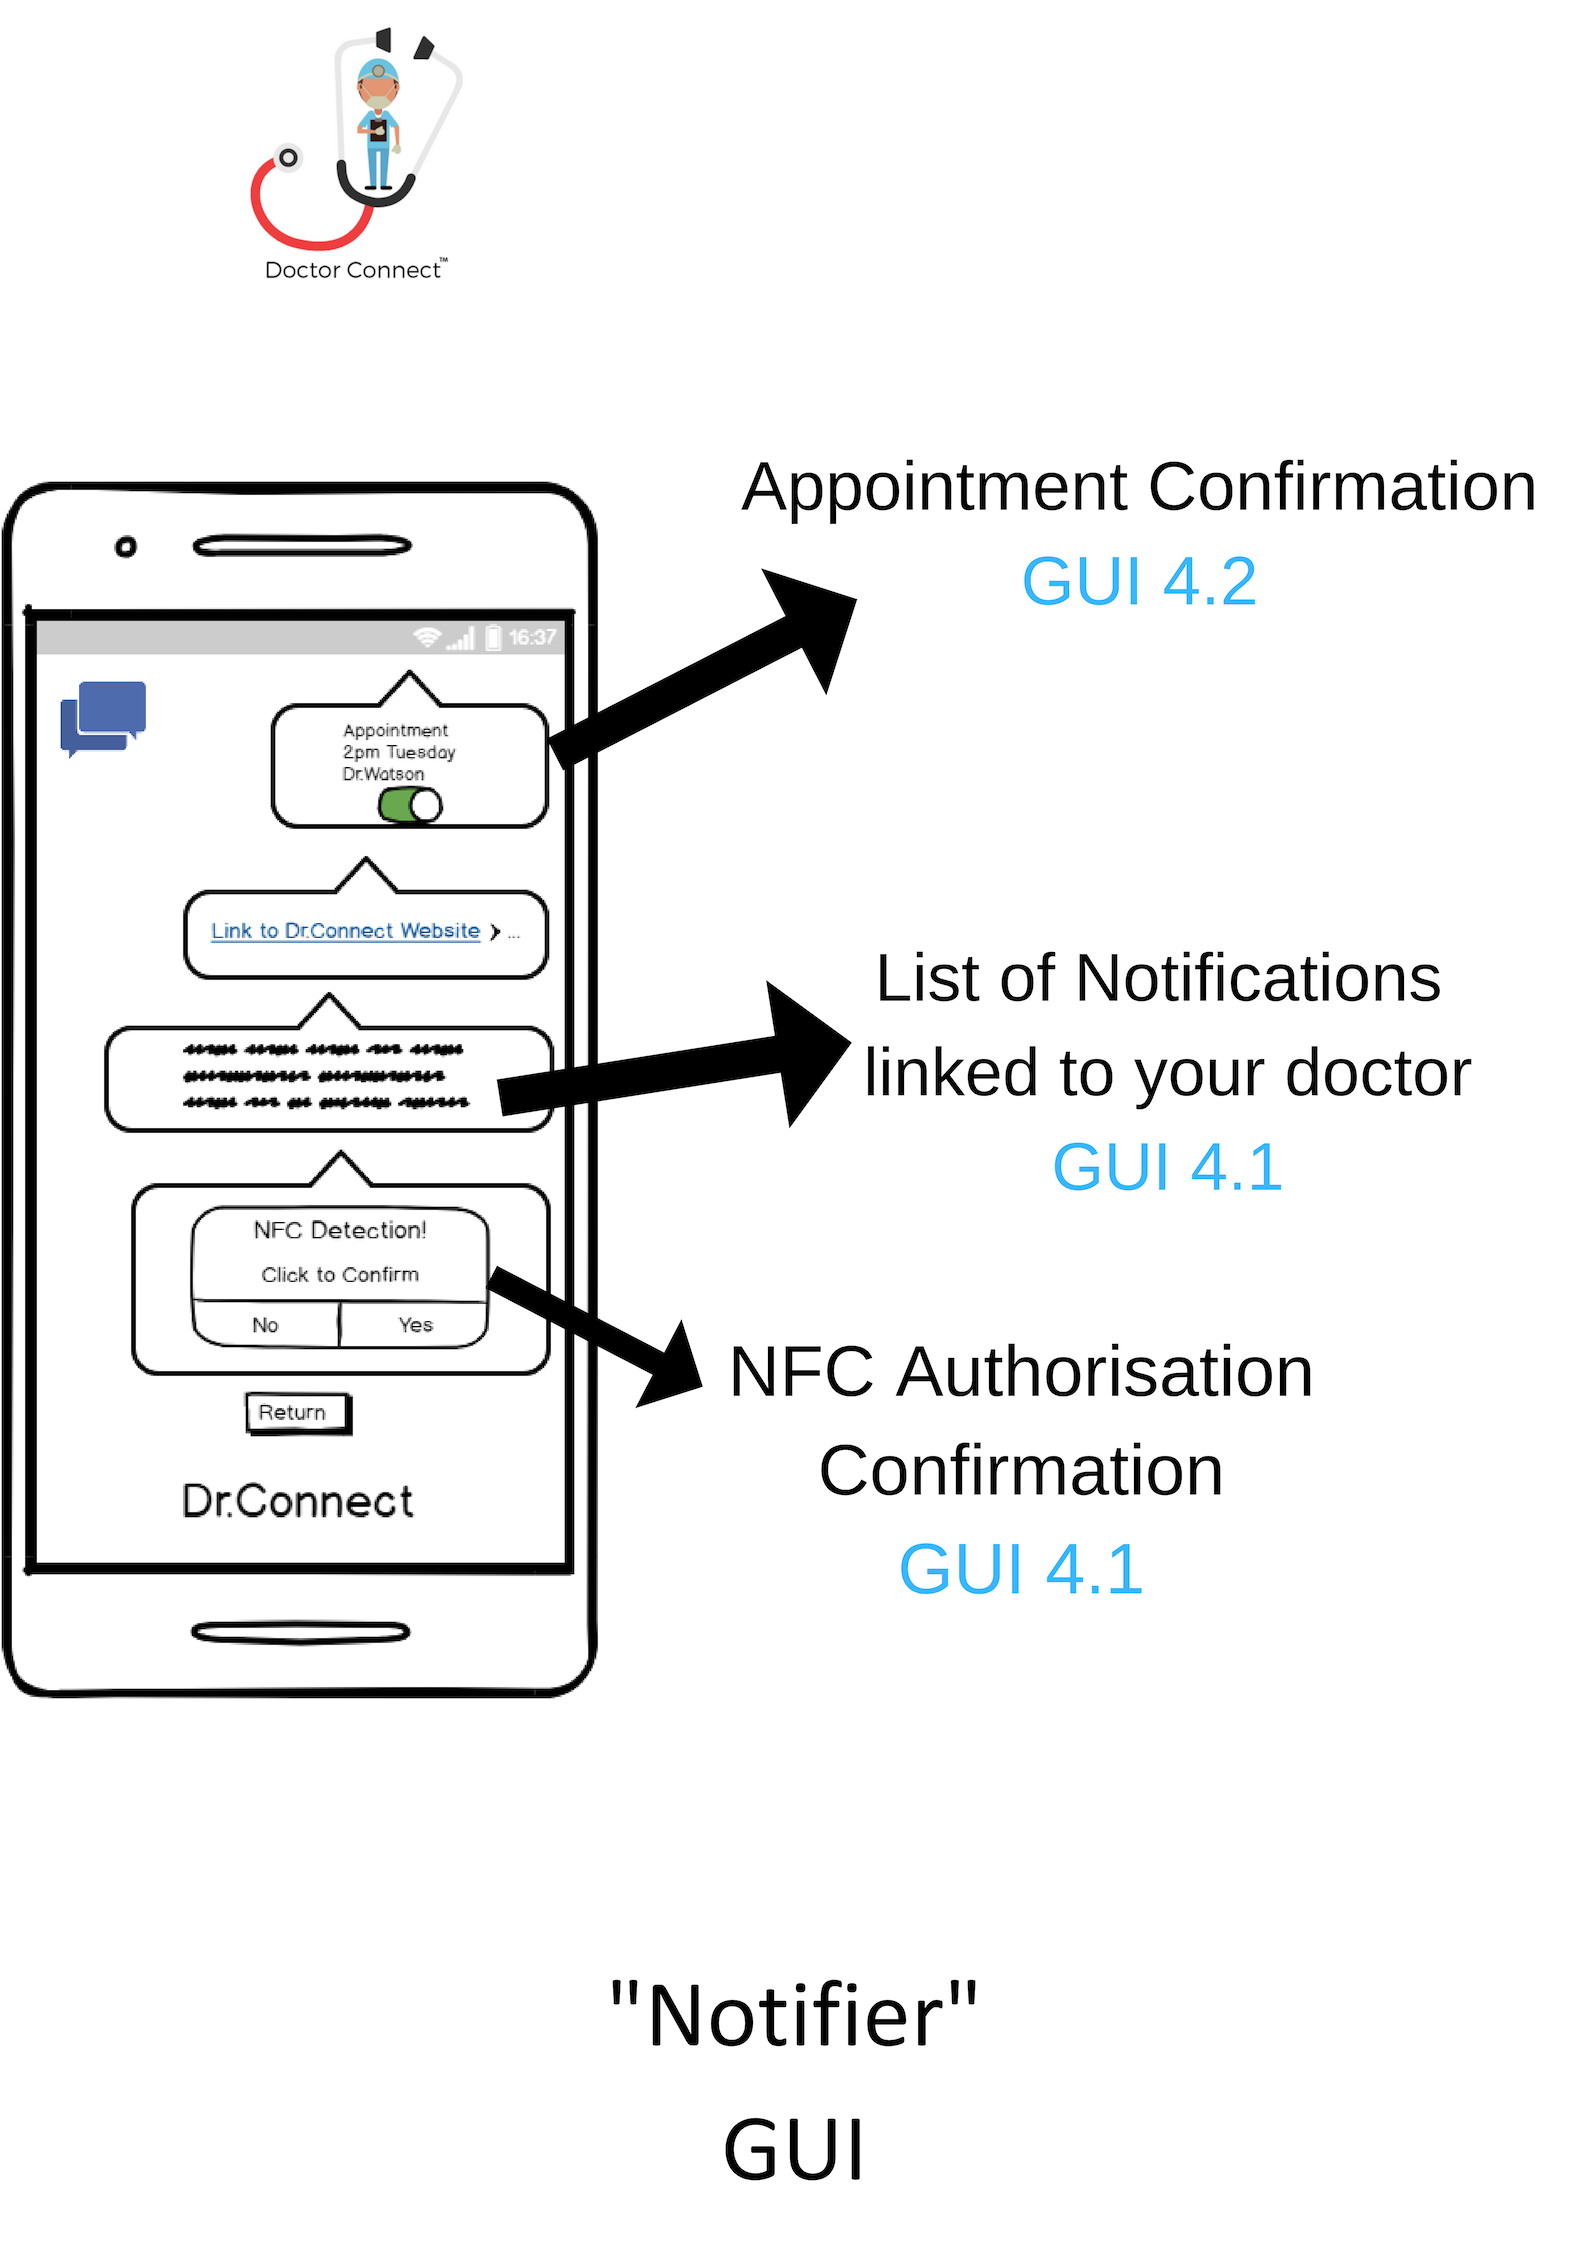 Doctor Connect™
Appointment Confirmation
GUI 4.2
16:37
Appointment
2pm Tuesday
Dr.Watson
Link to Dr.Connect Website ...
List of Notifications
linked to your doctor
GUI 4.1
NFC Detection!
Click to Confirm
No Yes
NFC Authorisation
Confirmation
GUI 4.1
Return
Dr.Connect
"Notifier"
GUI